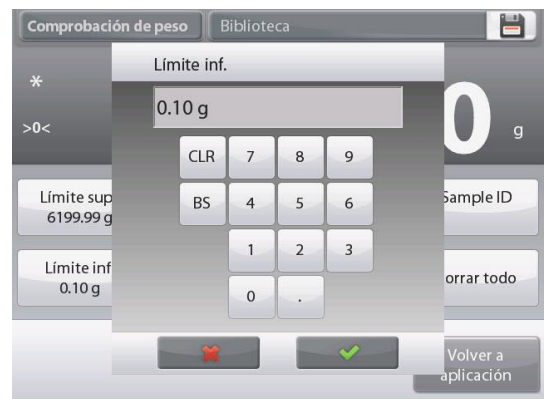 Comprobación de peso
Biblioteca
Límite inf.
*
>0<
0.10 g
0 g
CLR 7 8 9
BS 4 5 6
1 2 3
0 .
Límite sup
6199.99 g
Sample ID
Límite inf
0.10 g
orrar todo
Volver a
aplicación